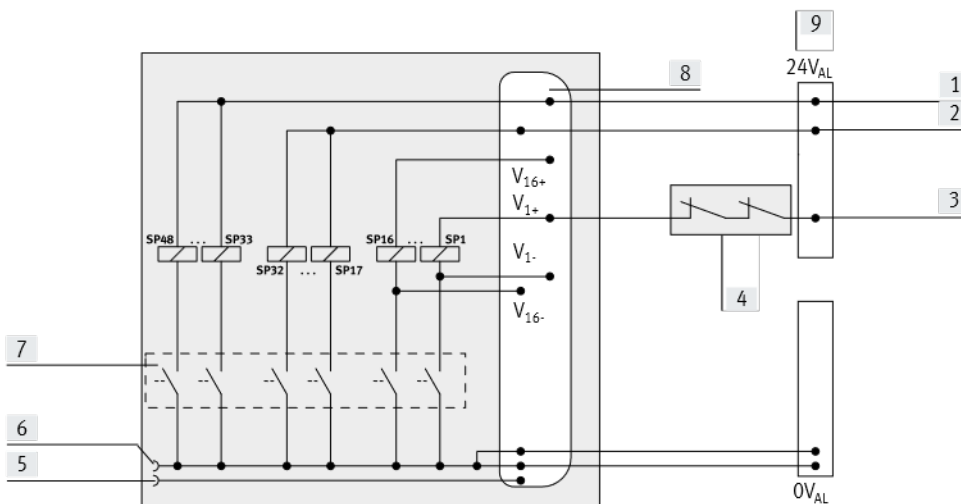 9
24VAL
8
1
2
V16+
V1+
3
SP48 ... SP33
SP16 ... SP1
SP32 ... SP17
V1-
4
V16-
7
6
5
0VAL